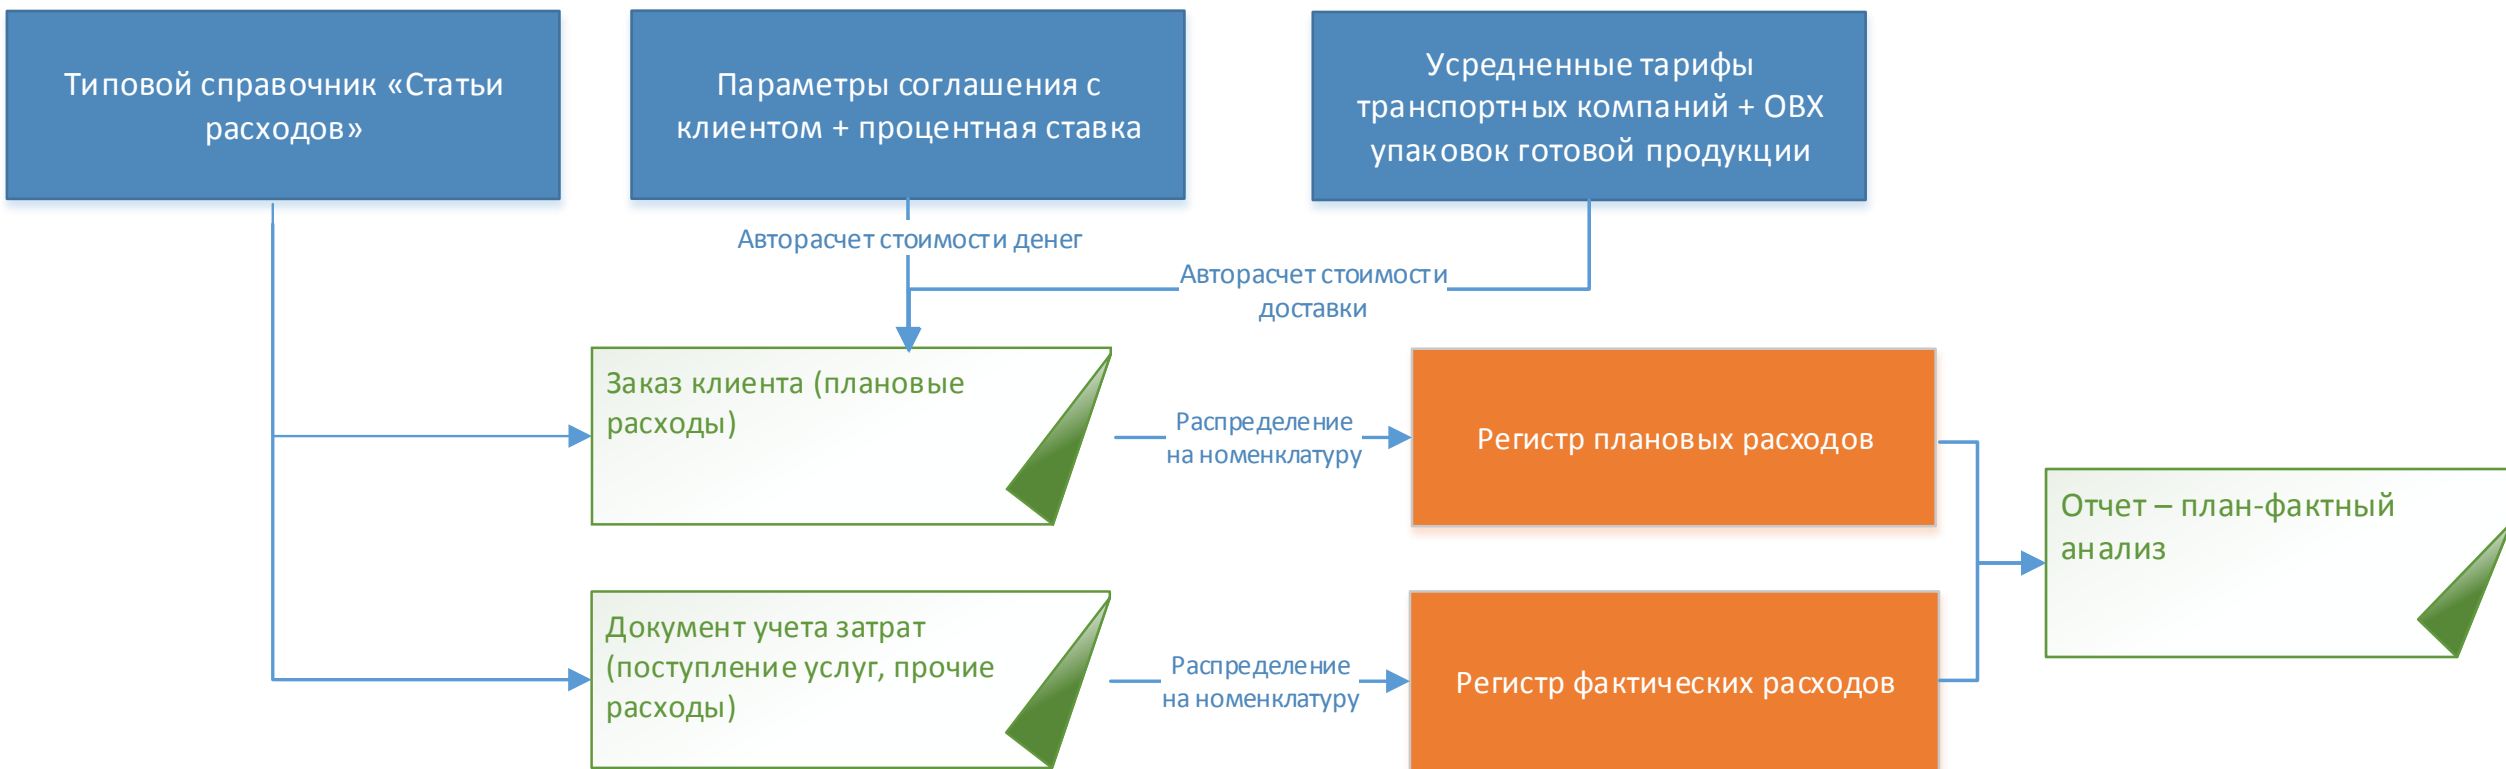 Типовой справочник «Статьи
расходов»
Параметры соглашения с
клиентом + процентная ставка
Усредненные тарифы
транспортных компаний + ОВХ
упаковок готовой продукции
Авторасчет стоимости денег
Авторасчет стоимости
доставки
Заказ клиента (плановые
расходы)
Распределение
на номенклатуру
Регистр плановых расходов
Отчет – план-фактный
анализ
Документ учета затрат
(поступление услуг, прочие
расходы)
Распределение
на номенклатуру
Регистр фактических расходов